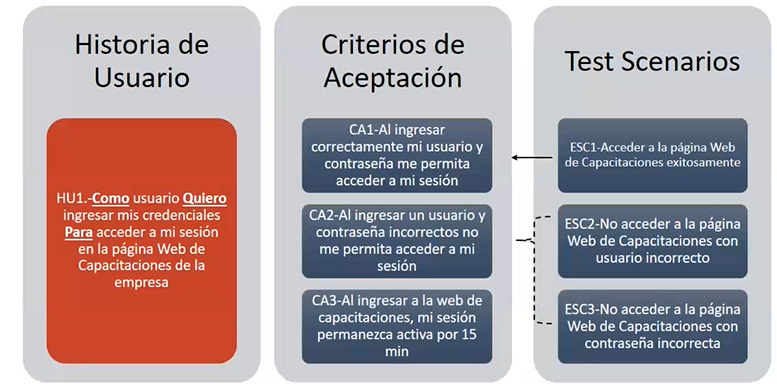 Historia de
Usuario
HU1.-Como usuario Quiero
ingresar mis credenciales
Para acceder a mi sesión
en la página Web de
Capacitaciones de la
empresa
Criterios de
Aceptación
CA1-Al ingresar
correctamente mi usuario y
contraseña me permita
acceder a mi sesión
CA2-Al ingresar un usuario y
contraseña incorrectos no
me permita acceder a mi
sesión
CA3-Al ingresar a la web de
capacitaciones, mi sesión
permanezca activa por 15
min
Test Scenarios
ESC1-Acceder a la página Web
de Capacitaciones exitosamente
ESC2-No acceder a la página
Web de Capacitaciones con
usuario incorrecto
ESC3-No acceder a la página
Web de Capacitaciones con
contraseña incorrecta